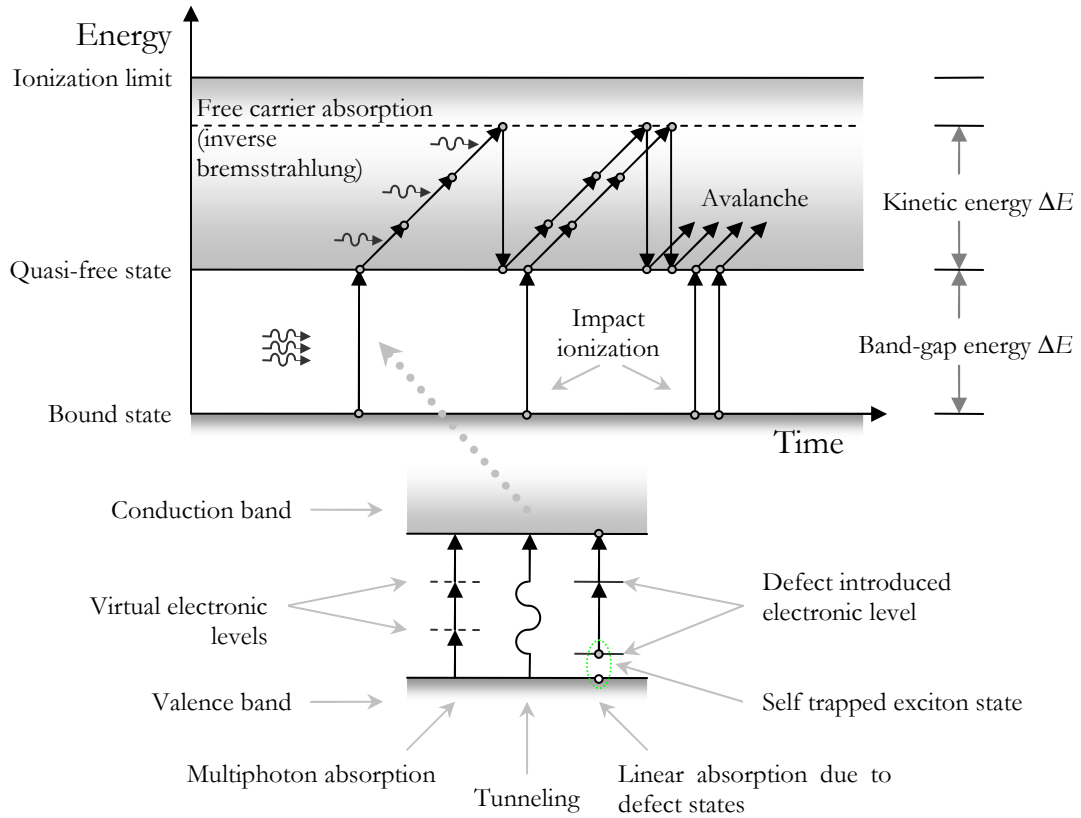 Energy
Ionization limit
Free carrier absorption
(inverse
bremsstrahlung)
Avalanche
Kinetic energy ΔE
Quasi-free state
Impact
ionization
Band-gap energy ΔE
Bound state
Time
Conduction band
Virtual electronic
levels
Defect introduced
electronic level
Valence band
Self trapped exciton state
Multiphoton absorption
Tunneling
Linear absorption due to
defect states